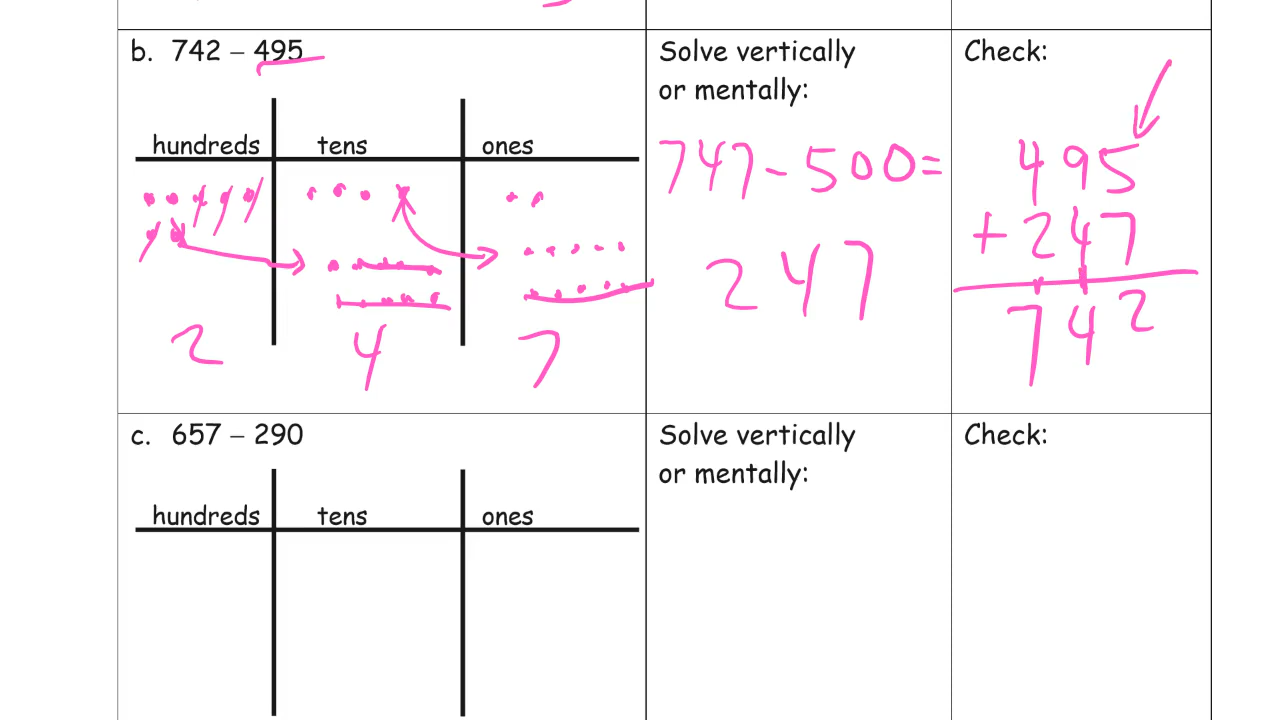 b. 742 – 495
hundreds tens ones
2 4 7
Solve vertically
or mentally:
747 - 500 =
247
Check:
495
+ 247
742
c. 657 – 290
hundreds tens ones
Solve vertically
or mentally:
Check: